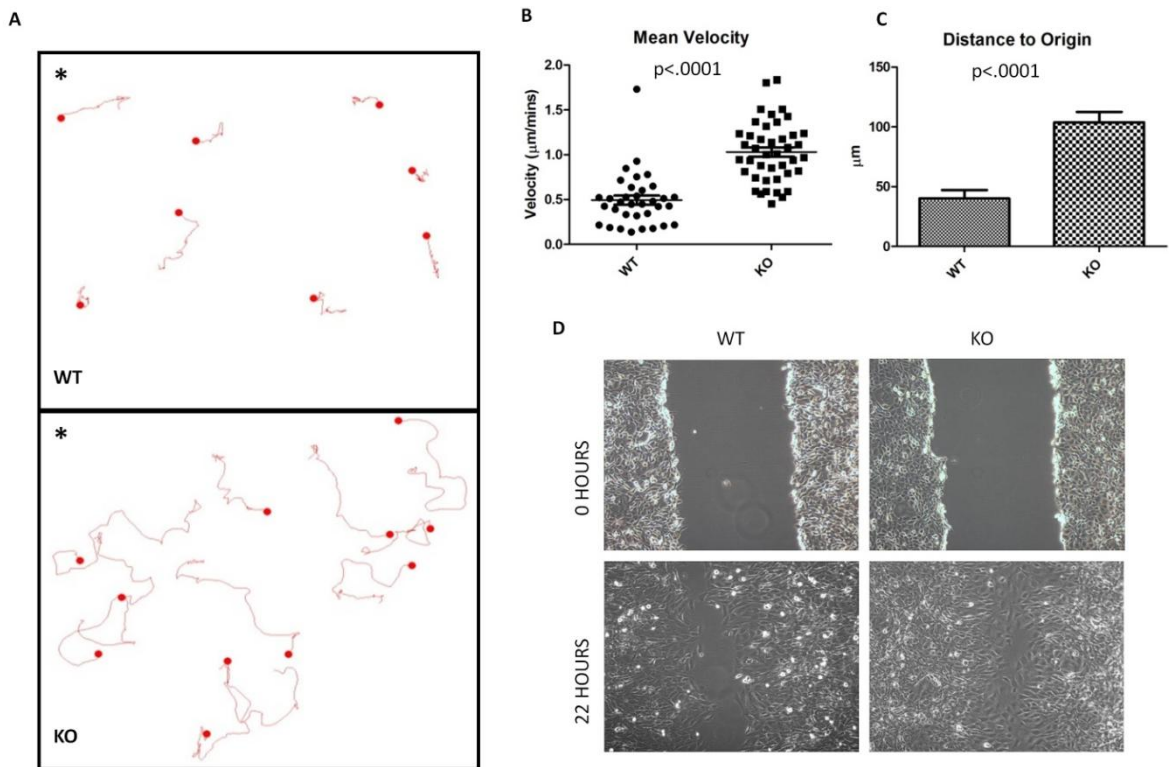 A
*
WT
*
KO
B
Mean Velocity
p<.0001
2.0
1.5
1.0
0.5
0.0
Velocity (μm/mins)
WT
KO
C
Distance to Origin
p<.0001
150
100
50
0
μm
WT
KO
D
WT
KO
0 HOURS
22 HOURS